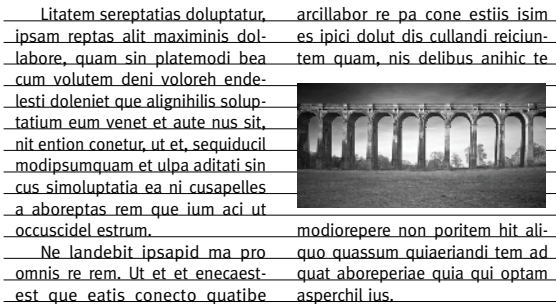 Litatem sereptatias doluptatur,
ipsam reptas alit maximinis dol-
labore, quam sin platemodi bea
cum volutem deni voloreh ende-
lesti doleniet que alignihilis solup-
tatium eum venet et aute nus sit,
nit ention conetur, ut et, sequiducil
modipsumquam et ulpa aditati sin
cus simoluptatia ea ni cusapelles
a aboreptas rem que ium aci ut
occuscidel estrum.
Ne landebit ipsapid ma pro
omnis re rem. Ut et et enecaest-
est que eatis conecto quatibe
arcillabor re pa cone estiis isim
es ipici dolut dis cullandi reiciun-
tem quam, nis delibus anihic te
modiorepere non poritem hit ali-
quo quassum quiaeriandi tem ad
quat aboreperiae quia qui optam
asperchil ius.